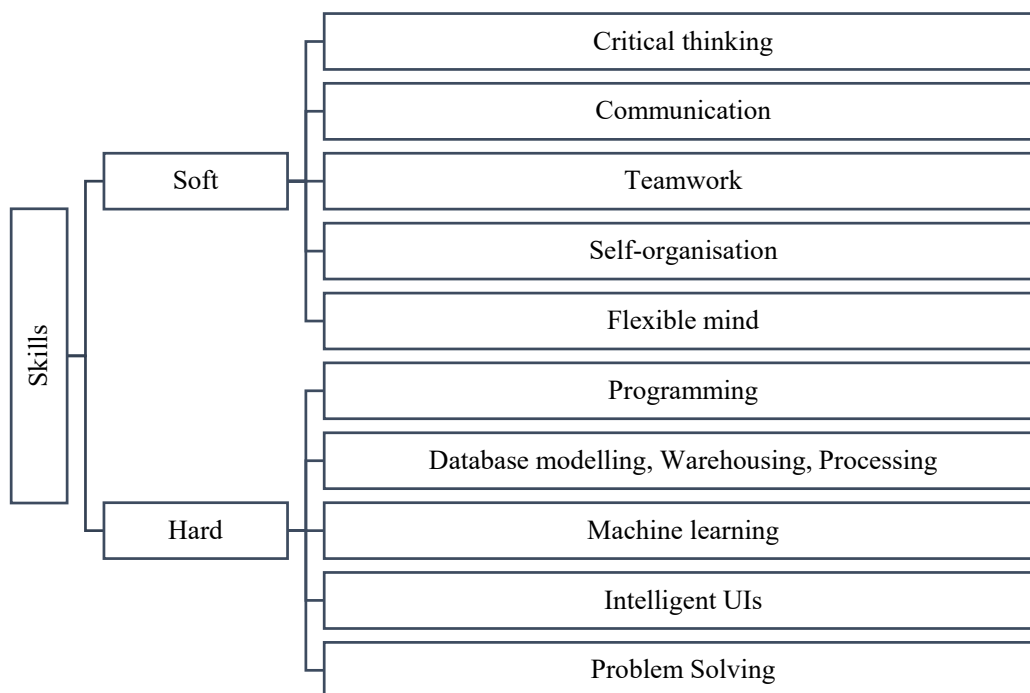 Skills
Soft
Critical thinking
Communication
Teamwork
Self-organisation
Flexible mind
Hard
Programming
Database modelling, Warehousing, Processing
Machine learning
Intelligent UIs
Problem Solving